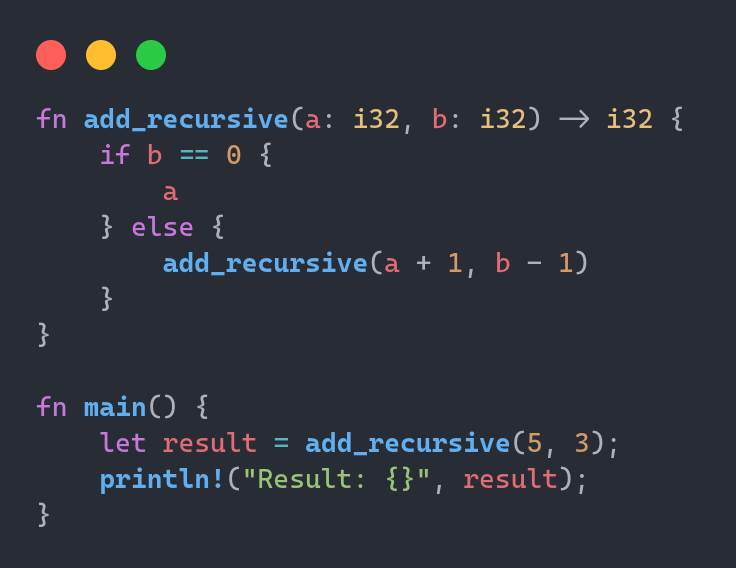 fn add_recursive(a: i32, b: i32) -> i32 {
    if b == 0 {
        a
    } else {
        add_recursive(a + 1, b - 1)
    }
}

fn main() {
    let result = add_recursive(5, 3);
    println!("Result: {}", result);
}